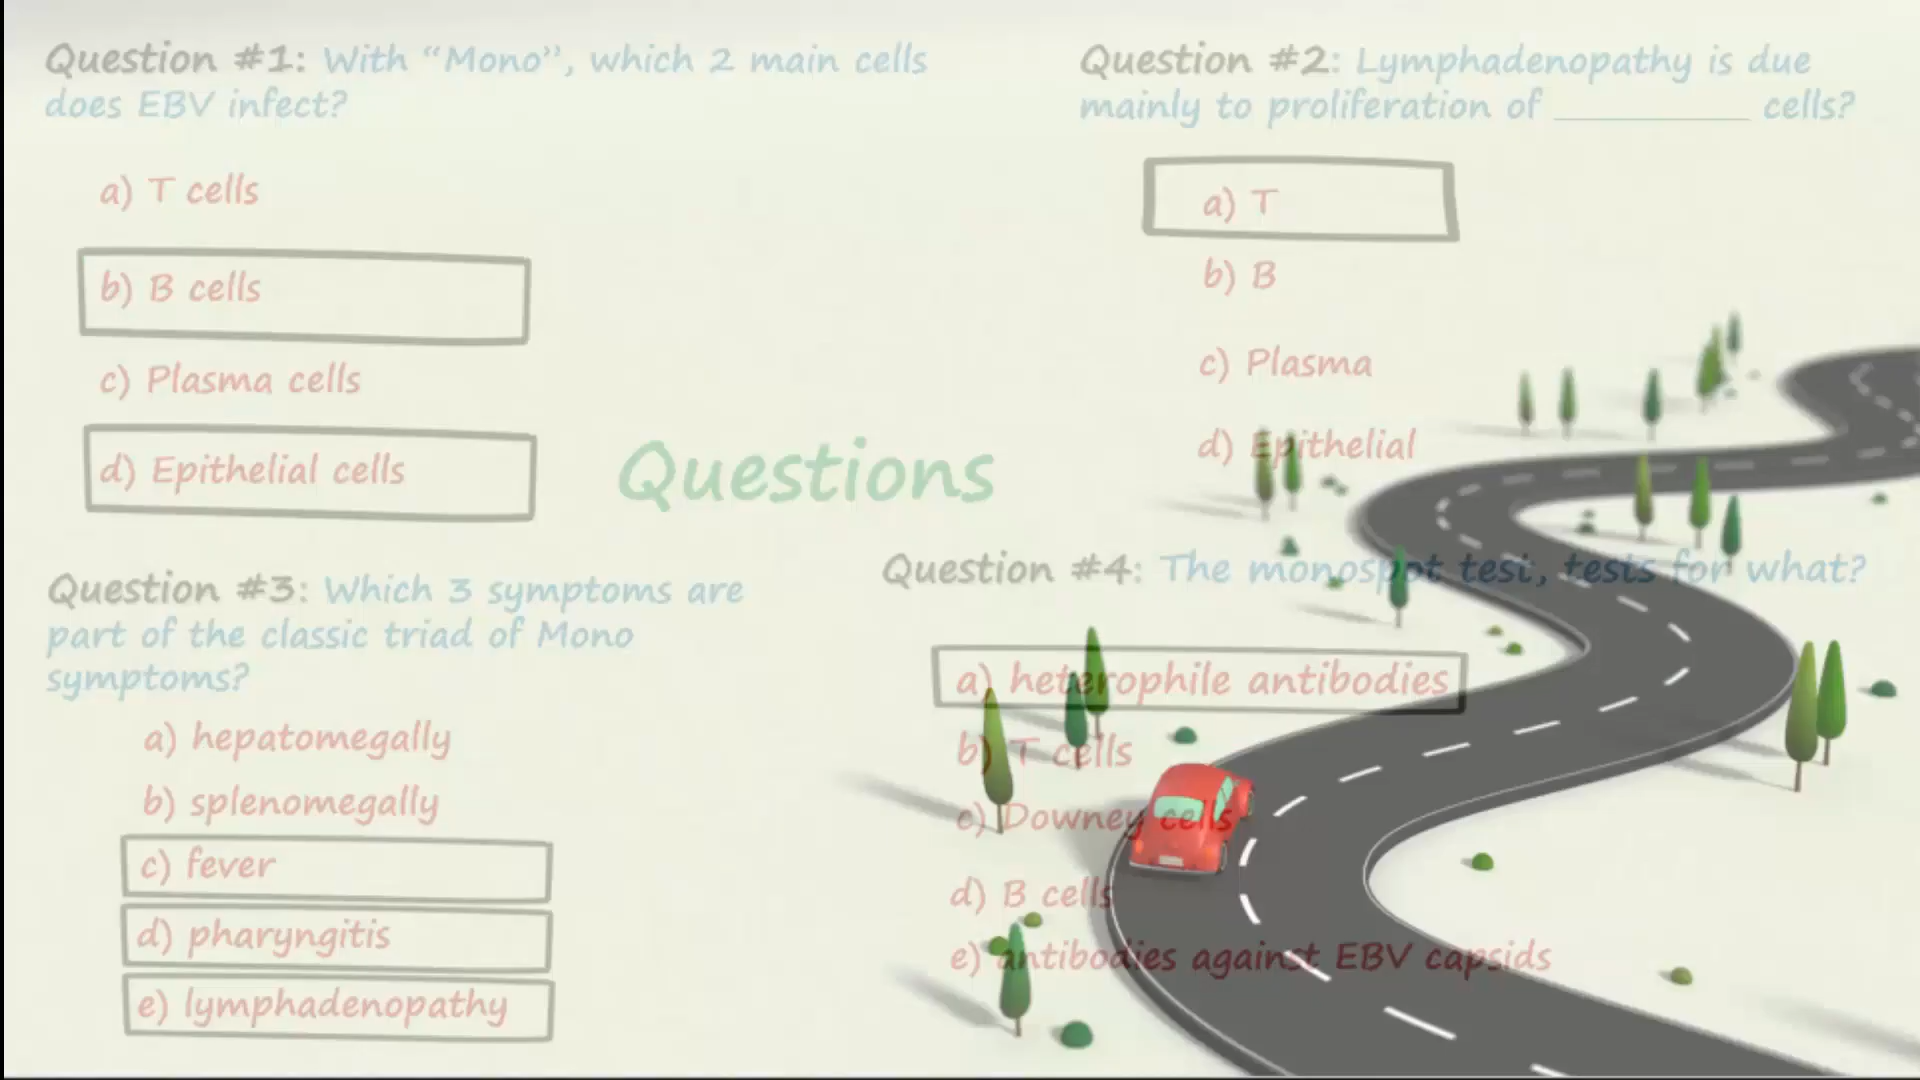 Question #1: With “Mono”, which 2 main cells
does EBV infect?
a) T cells
b) B cells
c) Plasma cells
d) Epithelial cells
Question #2: Lymphadenopathy is due
mainly to proliferation of __________ cells?
a) T
b) B
c) Plasma
d) Epithelial
Questions
Question #3: Which 3 symptoms are
part of the classic triad of Mono
symptoms?
a) hepatomegally
b) splenomegally
c) fever
d) pharyngitis
e) lymphadenopathy
Question #4: The monospot test, tests for what?
a) heterophile antibodies
b) T cells
c) Downey cells
d) B cells
e) antibodies against EBV capsids